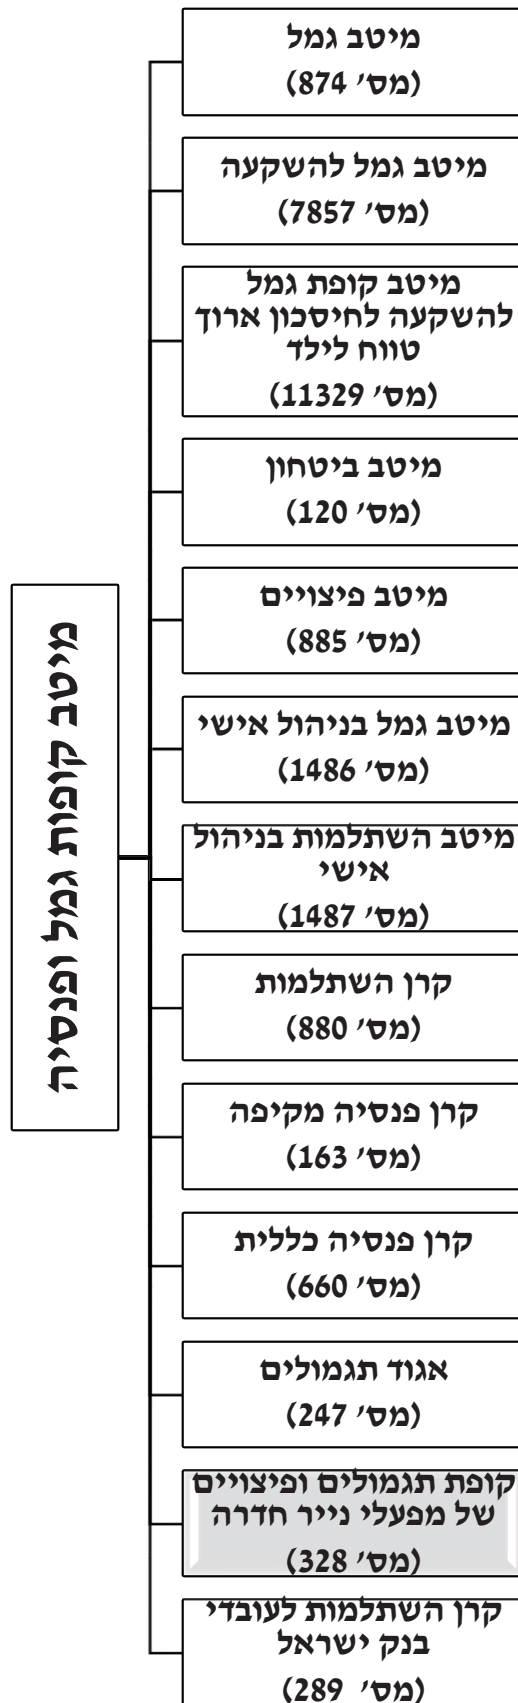 מיטב קופות גמל ופנסיה
מיטב גמל
(מס' 874)
מיטב גמל להשקעה
(מס' 7857)
מיטב קופת גמל
להשקעה לחיסכון ארוך
טווח לילד
(מס' 11329)
מיטב ביטחון
(מס' 120)
מיטב פיצויים
(מס' 885)
מיטב גמל בניהול אישי
(מס' 1486)
מיטב השתלמות בניהול
אישי
(מס' 1487)
קרן השתלמות
(מס' 880)
קרן פנסיה מקיפה
(מס' 163)
קרן פנסיה כללית
(מס' 660)
אגוד תגמולים
(מס' 247)
קופת תגמולים ופיצויים
של מפעלי נייר חדרה
(מס' 328)
קרן השתלמות לעובדי
בנק ישראל
(מס' 289)